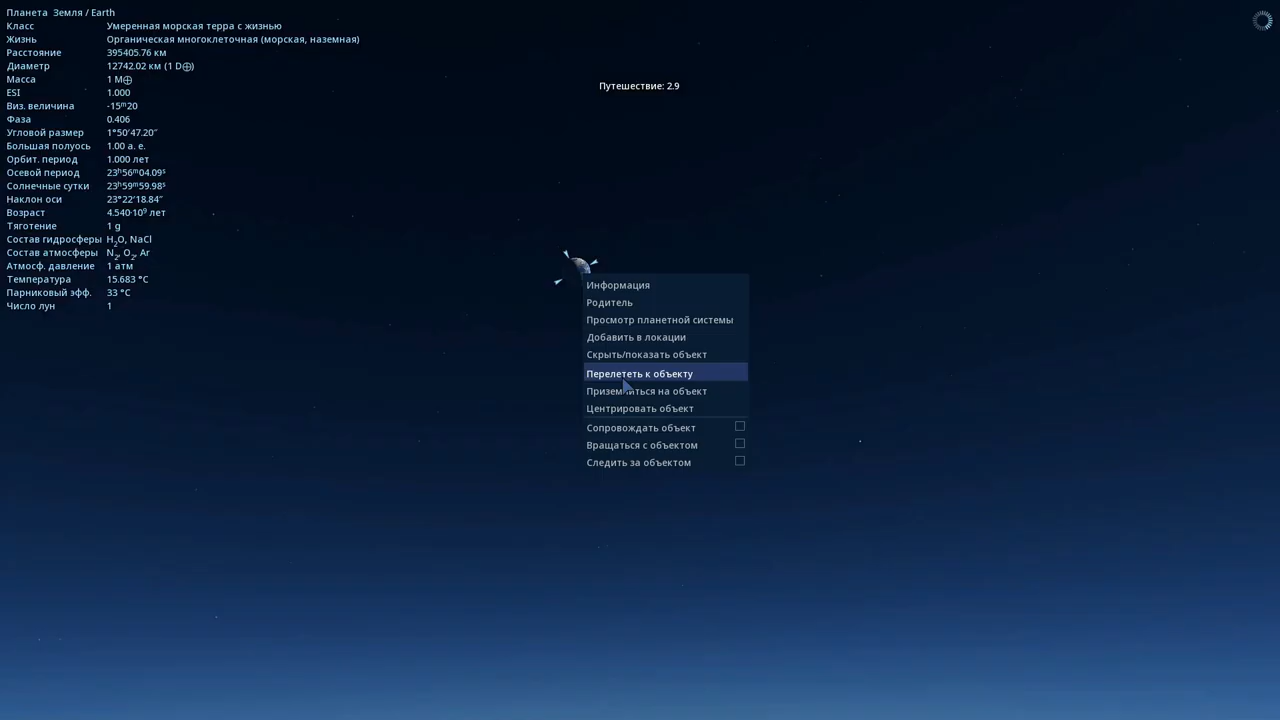 Планета Земля / Earth
Класс Умеренная морская терра с жизнью
Жизнь Органическая многоклеточная (морская, наземная)
Расстояние 395405.76 км
Диаметр 12742.02 км (1 D⊕)
Масса 1 M⊕
ESI 1.000
Виз. величина -15ᵐ20
Фаза 0.406
Угловой размер 1°50′47.20″
Большая полуось 1.00 а. е.
Орбит. период 1.000 лет
Осевой период 23ʰ56ᵐ04.09ˢ
Солнечные сутки 23ʰ59ᵐ59.98ˢ
Наклон оси 23°22′18.84″
Возраст 4.540·10⁹ лет
Тяготение 1 g
Состав гидросферы H₂O, NaCl
Состав атмосферы N₂, O₂, Ar
Атмосф. давление 1 атм
Температура 15.683 °C
Парниковый эфф. 33 °C
Число лун 1
Путешествие: 2.9
Информация
Родитель
Просмотр планетной системы
Добавить в локации
Скрыть/показать объект
Перелететь к объекту
Приземлиться на объект
Центрировать объект
Сопровождать объект
Вращаться с объектом
Следить за объектом